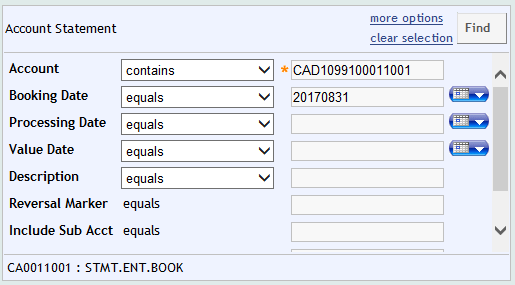 more options
Account Statement
Find
clear selection
Account contains * CAD1099100011001
Booking Date equals 20170831
Processing Date equals
Value Date equals
Description equals
Reversal Marker equals
Include Sub Acct equals
CA0011001 : STMT.ENT.BOOK